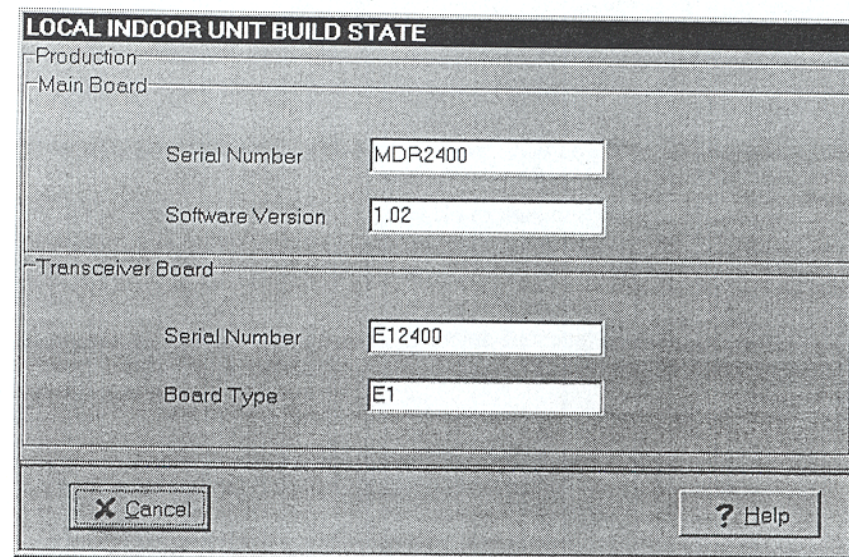 LOCAL INDOOR UNIT BUILD STATE
Production
Main Board
Serial Number MDR2400
Software Version 1.02
Transceiver Board
Serial Number E12400
Board Type E1
Cancel
? Help